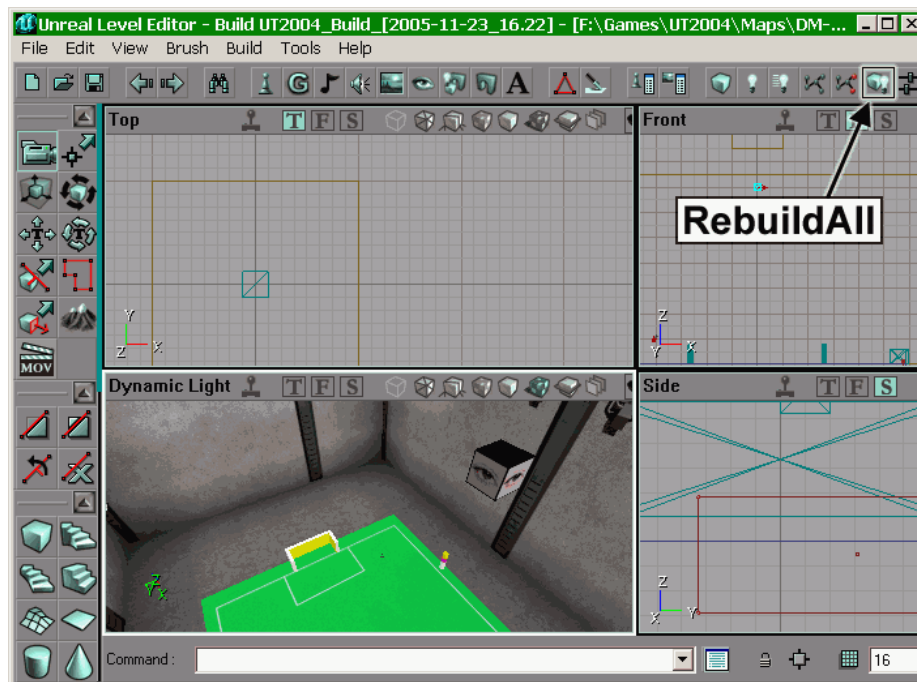 Unreal Level Editor - Build UT2004_Build_[2005-11-23_16.22] - [F:\Games\UT2004\Maps\DM-...
File Edit View Brush Build Tools Help
Top T F S
Front T F S
RebuildAll
Y
Z X
Z
Y X
MOV
Dynamic Light T F S
Side T F S
Z
Z
X Y
Command : 16